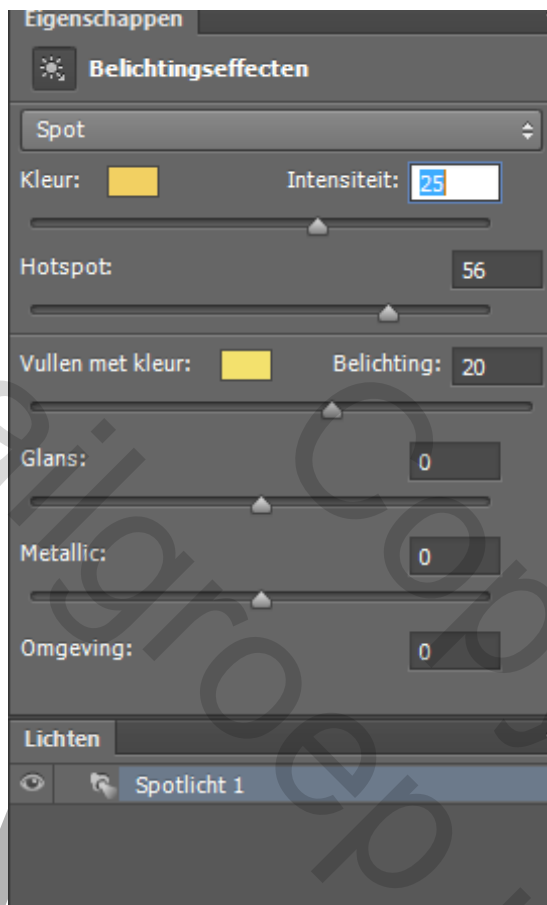 Eigenschappen
Belichtingseffecten
Spot
Kleur: Intensiteit: 25
Hotspot: 56
Vullen met kleur: Belichting: 20
Glans: 0
Metallic: 0
Omgeving: 0
Lichten
Spotlicht 1